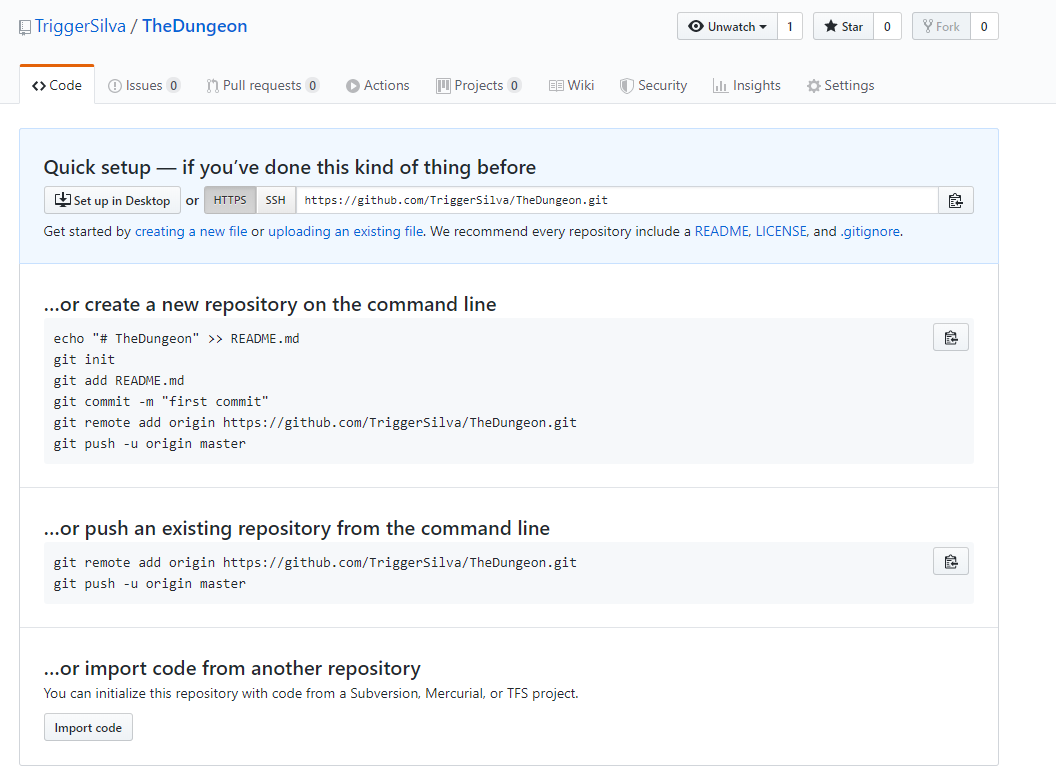 TriggerSilva / TheDungeon
Unwatch 1 Star 0 Fork 0
Code Issues 0 Pull requests 0 Actions Projects 0 Wiki Security Insights Settings
Quick setup — if you’ve done this kind of thing before
Set up in Desktop or HTTPS SSH https://github.com/TriggerSilva/TheDungeon.git
Get started by creating a new file or uploading an existing file. We recommend every repository include a README, LICENSE, and .gitignore.
…or create a new repository on the command line
echo "# TheDungeon" >> README.md
git init
git add README.md
git commit -m "first commit"
git remote add origin https://github.com/TriggerSilva/TheDungeon.git
git push -u origin master
…or push an existing repository from the command line
git remote add origin https://github.com/TriggerSilva/TheDungeon.git
git push -u origin master
…or import code from another repository
You can initialize this repository with code from a Subversion, Mercurial, or TFS project.
Import code